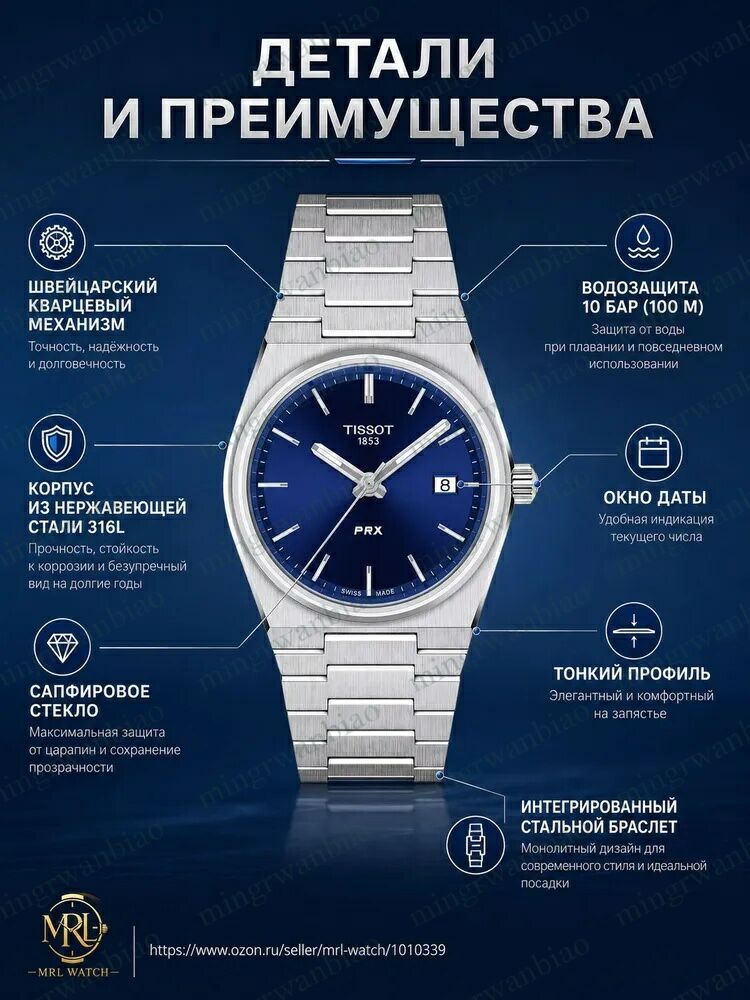 ДЕТАЛИ
И ПРЕИМУЩЕСТВА
ШВЕЙЦАРСКИЙ
КВАРЦЕВЫЙ
МЕХАНИЗМ
Точность, надёжность
и долговечность
КОРПУС
ИЗ НЕРЖАВЕЮЩЕЙ
СТАЛИ 316L
Прочность, стойкость
к коррозии и безупречный
вид на долгие годы
САПФИРОВОЕ
СТЕКЛО
Максимальная защита
от царапин и сохранение
прозрачности
TISSOT
1853
8
PRX
SWISS MADE
ВОДОЗАЩИТА
10 БАР (100 М)
Защита от воды
при плавании и повседневном
использовании
ОКНО ДАТЫ
Удобная индикация
текущего числа
ТОНКИЙ ПРОФИЛЬ
Элегантный и комфортный
на запястье
ИНТЕГРИРОВАННЫЙ
СТАЛЬНОЙ БРАСЛЕТ
Монолитный дизайн для
современного стиля и идеальной
посадки
MRL
MRL WATCH
https://www.ozon.ru/seller/mrl-watch/1010339
mingrwanbiao